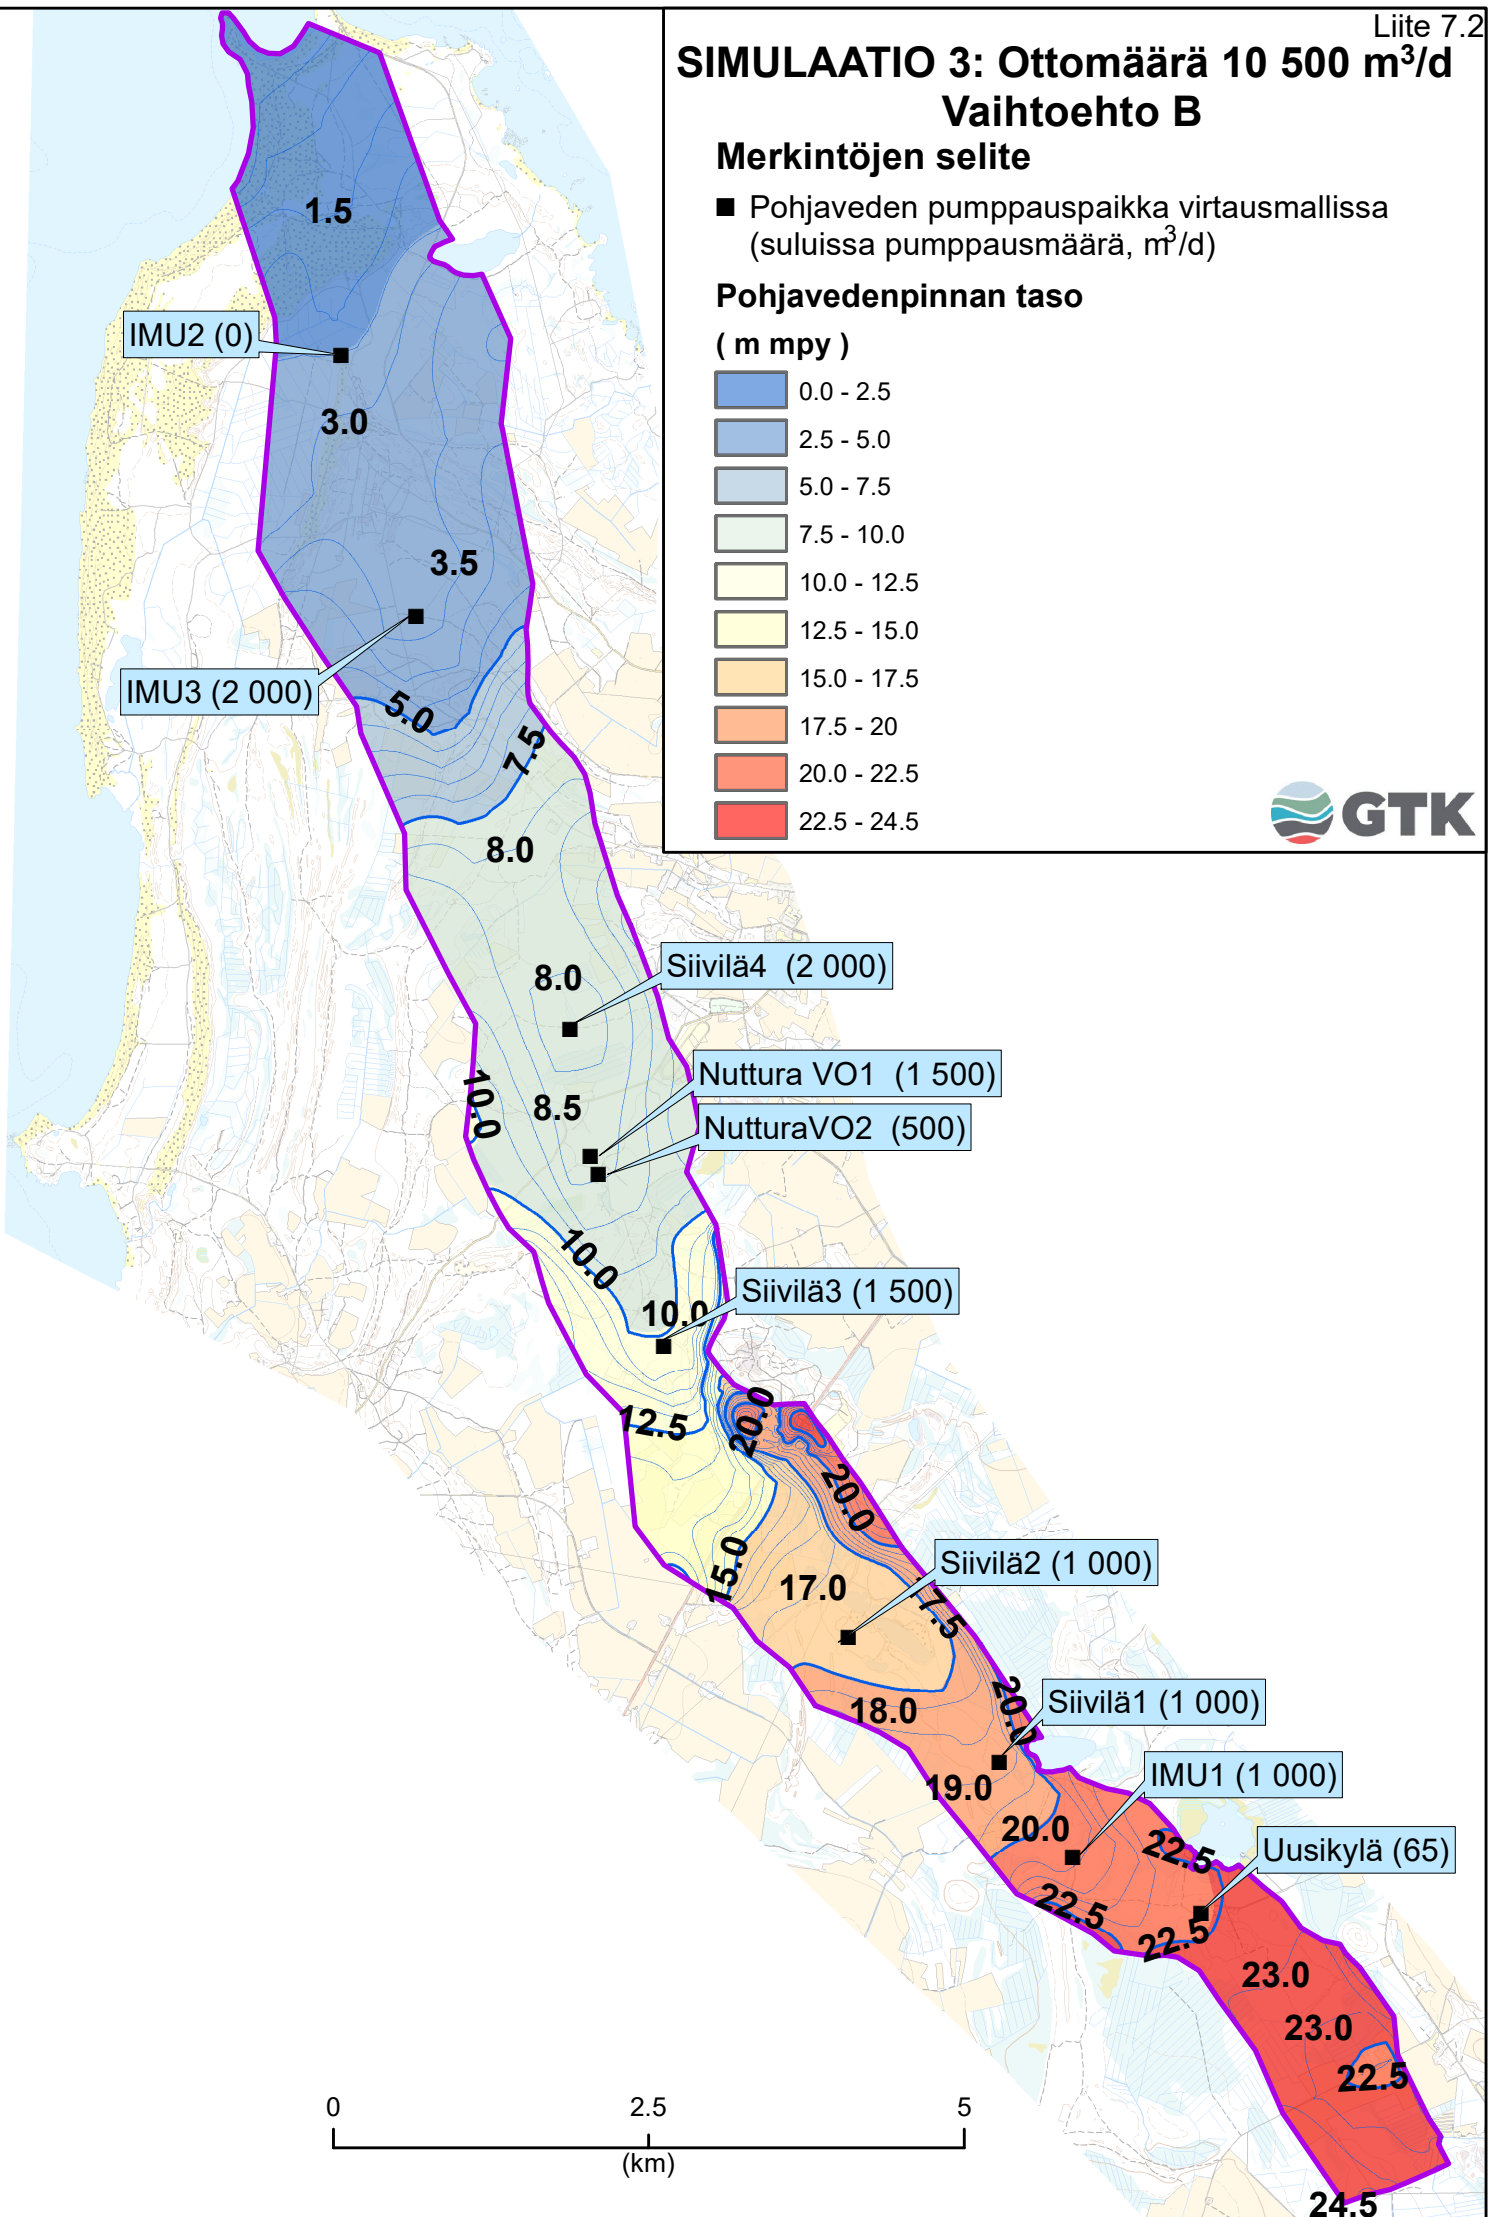 Liite 7.2
SIMULAATIO 3: Ottomäärä 10 500 m³/d
Vaihtoehto B
Merkintöjen selite
Pohjaveden pumppauspaikka virtausmallissa
(suluissa pumppausmäärä, m³/d)
Pohjavedenpinnan taso
( m mpy )
0.0 - 2.5
2.5 - 5.0
5.0 - 7.5
7.5 - 10.0
10.0 - 12.5
12.5 - 15.0
15.0 - 17.5
17.5 - 20
20.0 - 22.5
22.5 - 24.5
GTK
1.5
IMU2 (0)
3.0
3.5
IMU3 (2 000)
5.0
7.5
8.0
Siivilä4 (2 000)
8.0
Nuttura VO1 (1 500)
10.0
8.5
NutturaVO2 (500)
10.0
Siivilä3 (1 500)
10.0
12.5
20.0
20.0
15.0
17.0
Siivilä2 (1 000)
17.5
18.0
20.0
Siivilä1 (1 000)
19.0
IMU1 (1 000)
20.0
22.5
Uusikylä (65)
22.5
22.5
23.0
23.0
22.5
24.5
0 2.5 5
(km)